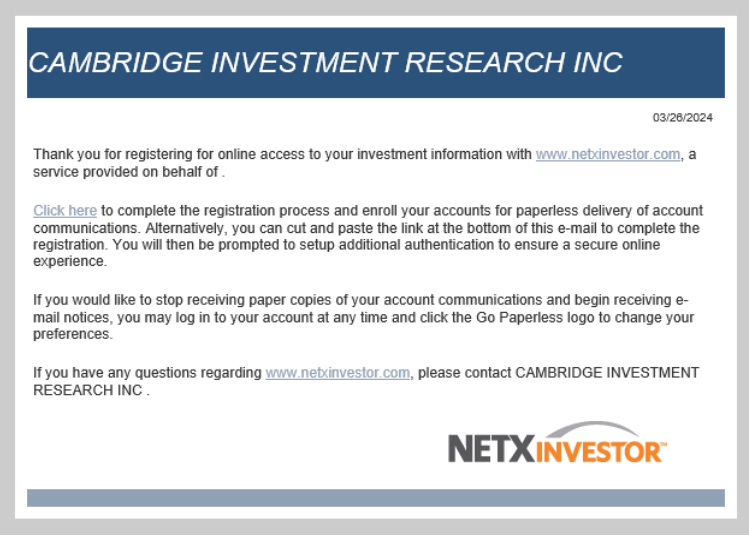 CAMBRIDGE INVESTMENT RESEARCH INC
03/26/2024
Thank you for registering for online access to your investment information with www.netxinvestor.com, a
service provided on behalf of .
Click here to complete the registration process and enroll your accounts for paperless delivery of account
communications. Alternatively, you can cut and paste the link at the bottom of this e-mail to complete the
registration. You will then be prompted to setup additional authentication to ensure a secure online
experience.
If you would like to stop receiving paper copies of your account communications and begin receiving e-
mail notices, you may log in to your account at any time and click the Go Paperless logo to change your
preferences.
If you have any questions regarding www.netxinvestor.com, please contact CAMBRIDGE INVESTMENT
RESEARCH INC .
NETXINVESTOR™